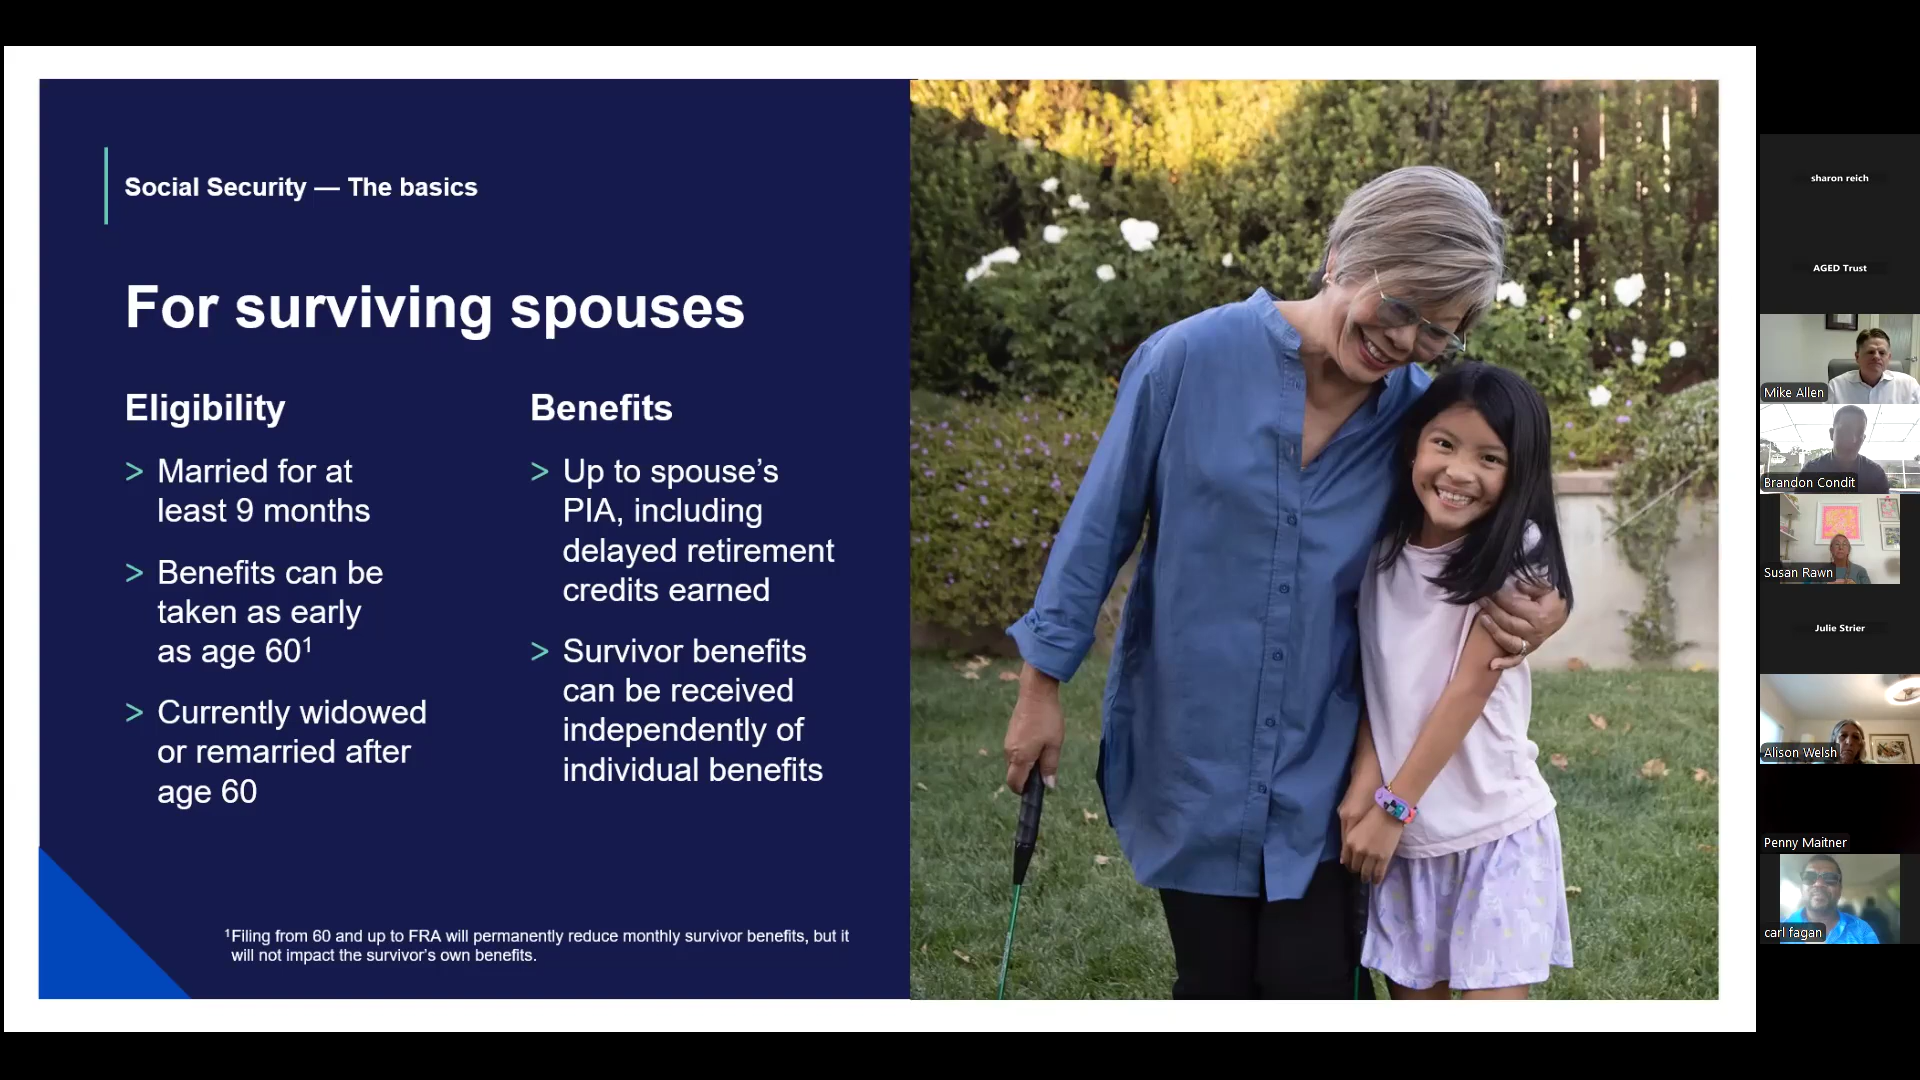 Social Security — The basics
For surviving spouses
Eligibility
> Married for at
least 9 months
> Benefits can be
taken as early
as age 60¹
> Currently widowed
or remarried after
age 60
Benefits
> Up to spouse’s
PIA, including
delayed retirement
credits earned
> Survivor benefits
can be received
independently of
individual benefits
¹Filing from 60 and up to FRA will permanently reduce monthly survivor benefits, but it
will not impact the survivor’s own benefits.
sharon reich
AGED Trust
Mike Allen
Brandon Condit
Susan Rawn
Julie Strier
Alison Welsh
Penny Maitner
carl fagan